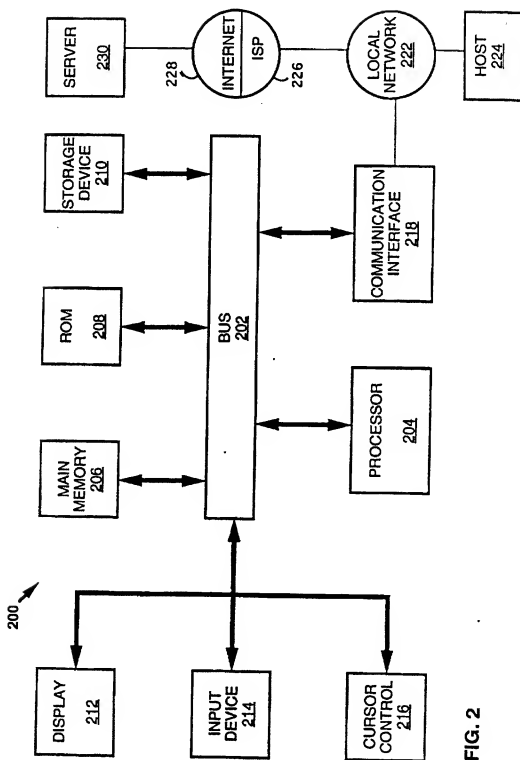 200
DISPLAY
212
INPUT
DEVICE
214
CURSOR
CONTROL
216
MAIN
MEMORY
206
ROM
208
STORAGE
DEVICE
210
BUS
202
PROCESSOR
204
COMMUNICATION
INTERFACE
218
SERVER
230
228
INTERNET
ISP
226
LOCAL
NETWORK
222
HOST
224
FIG. 2